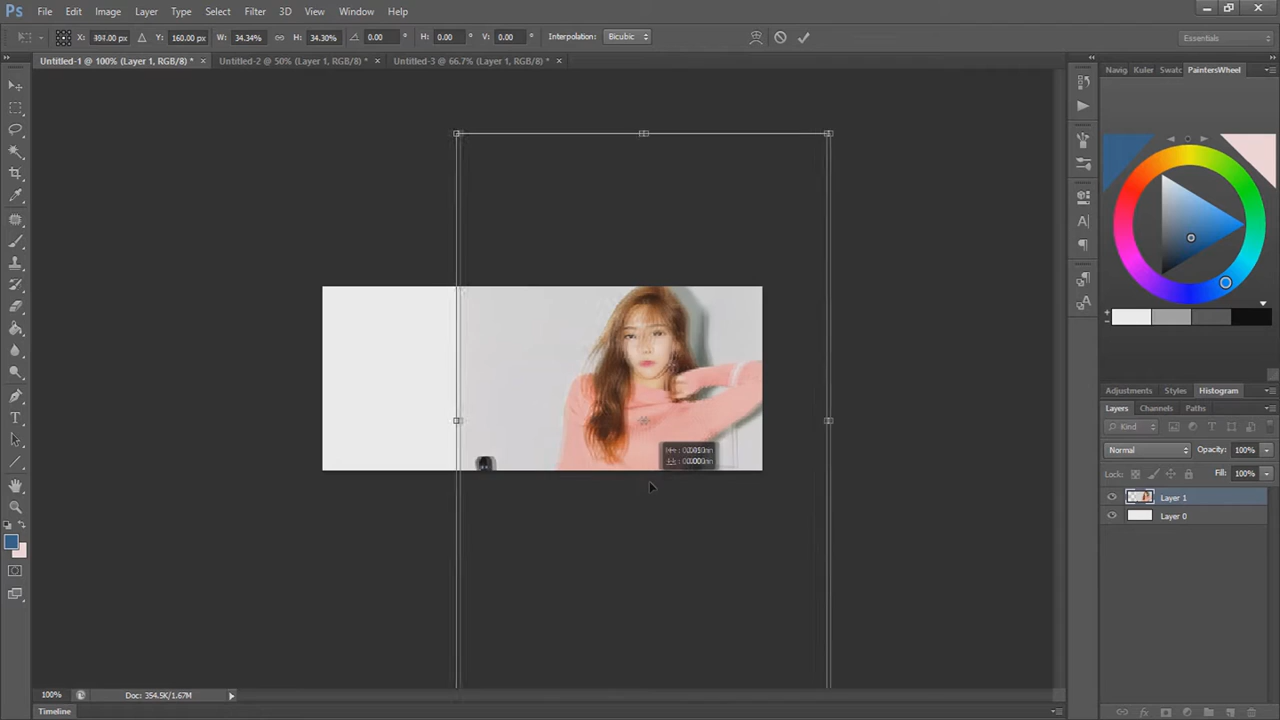 Ps File Edit Image Layer Type Select Filter 3D View Window Help
X: 397.00 px Y: 160.00 px W: 34.34% H: 34.30% 0.00 ° H: 0.00 ° V: 0.00 ° Interpolation: Bicubic Essentials
Untitled-1 @ 100% (Layer 1, RGB/8) * × Untitled-2 @ 50% (Layer 1, RGB/8) * × Untitled-3 @ 66.7% (Layer 1, RGB/8) * ×
Navig Kuler Swatc PaintersWheel
Adjustments Styles Histogram
Layers Channels Paths
Kind
Normal Opacity: 100%
Lock: Fill: 100%
Layer 1
Layer 0
100% Doc: 354.5K/1.67M
Timeline